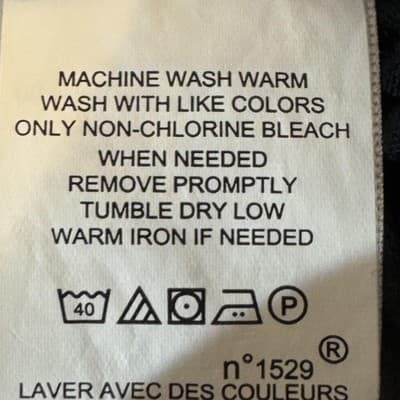 MACHINE WASH WARM
WASH WITH LIKE COLORS
ONLY NON-CHLORINE BLEACH
WHEN NEEDED
REMOVE PROMPTLY
TUMBLE DRY LOW
WARM IRON IF NEEDED
40 P
®
n°1529
LAVER AVEC DES COULEURS